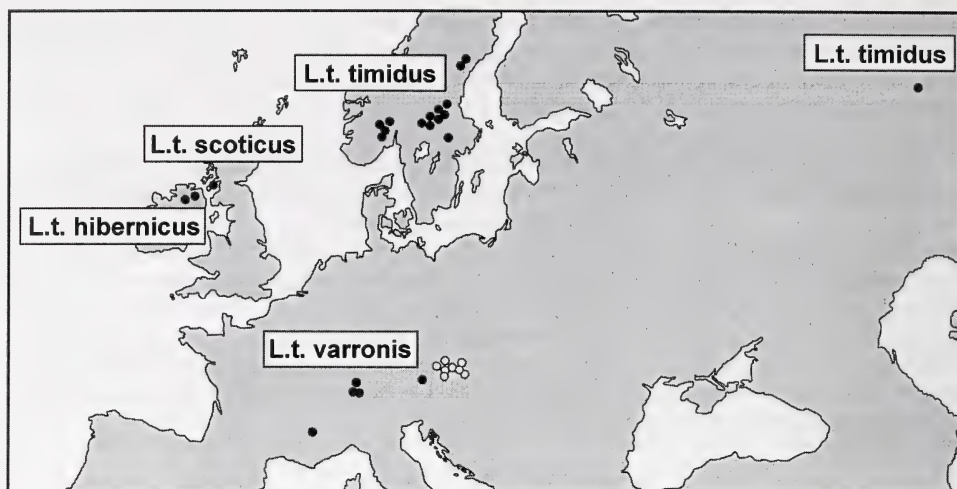 L.t. timidus
L.t. timidus
L.t. scoticus
L.t. hibernicus
L.t. varronis